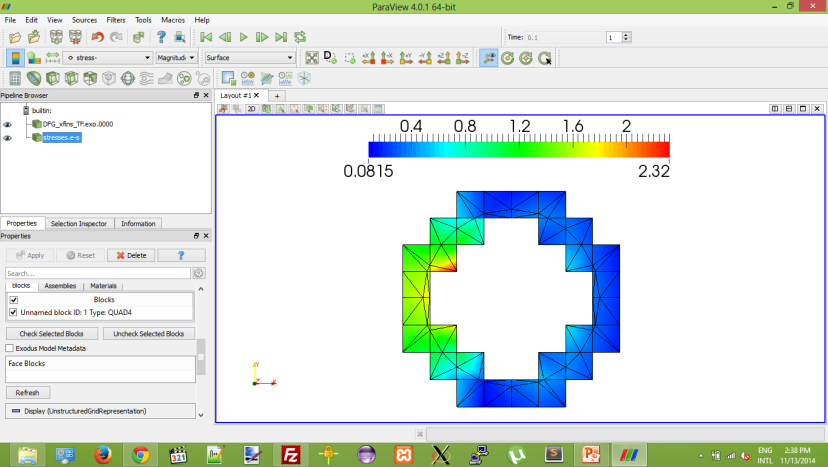 ParaView 4.0.1 64-bit
File Edit View Sources Filters Tools Macros Help
Time: 0.1 1
stress- Magnitudi Surface
2D
Pipeline Browser
Layout #1
builtin:
DFG_xfins_TF.exo.0000
stresses.e-s
0.4 0.8 1.2 1.6 2
0.0815 2.32
Properties Selection Inspector Information
Properties
Apply Reset Delete ?
Search...
Blocks Assemblies Materials
Blocks
Unnamed block ID: 1 Type: QUAD4
Check Selected Blocks Uncheck Selected Blocks
Exodus Model Metadata
Face Blocks
Refresh
Display (UnstructuredGridRepresentation)
ENG 2:38 PM
INTL 11/13/2014